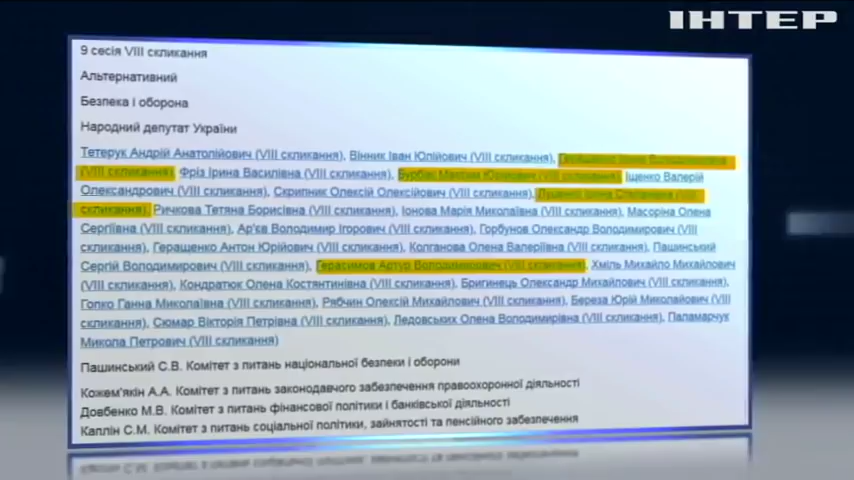 ІНТЕР
9 сесія VIII скликання
Альтернативний
Безпека і оборона
Народний депутат України
Тетерук Андрій Анатолійович (VIII скликання), Вінник Іван Юлійович (VIII скликання),
(VIII скликання), Фріз Ірина Василівна (VIII скликання), Бурбак Максим Юрійович (VIII скликання), Іщенко Валерій
Олександрович (VIII скликання), Скрипник Олексій Олексійович (VIII скликання), Луценко Ірина Степанівна (VIII
скликання), Ричкова Тетяна Борисівна (VIII скликання), Іонова Марія Миколаївна (VIII скликання), Масоріна Олена
Сергіївна (VIII скликання), Ар'єв Володимир Ігорович (VIII скликання), Горбунов Олександр Володимирович (VIII
скликання), Геращенко Антон Юрійович (VIII скликання), Колганова Олена Валеріївна (VIII скликання), Пашинський
Сергій Володимирович (VIII скликання), Герасимов Артур Володимирович (VIII скликання), Хміль Михайло Михайлович
(VIII скликання), Кондратюк Олена Костянтинівна (VIII скликання), Бригинець Олександр Михайлович (VIII скликання),
Гопко Ганна Миколаївна (VIII скликання), Рябчин Олексій Михайлович (VIII скликання), Береза Юрій Миколайович (VIII
скликання), Сюмар Вікторія Петрівна (VIII скликання), Ледовських Олена Володимирівна (VIII скликання), Паламарчук
Микола Петрович (VIII скликання)
Пашинський С.В. Комітет з питань національної безпеки і оборони
Кожем'якін А.А. Комітет з питань законодавчого забезпечення правоохоронної діяльності
Довбенко М.В. Комітет з питань фінансової політики і банківської діяльності
Каплін С.М. Комітет з питань соціальної політики, зайнятості та пенсійного забезпечення